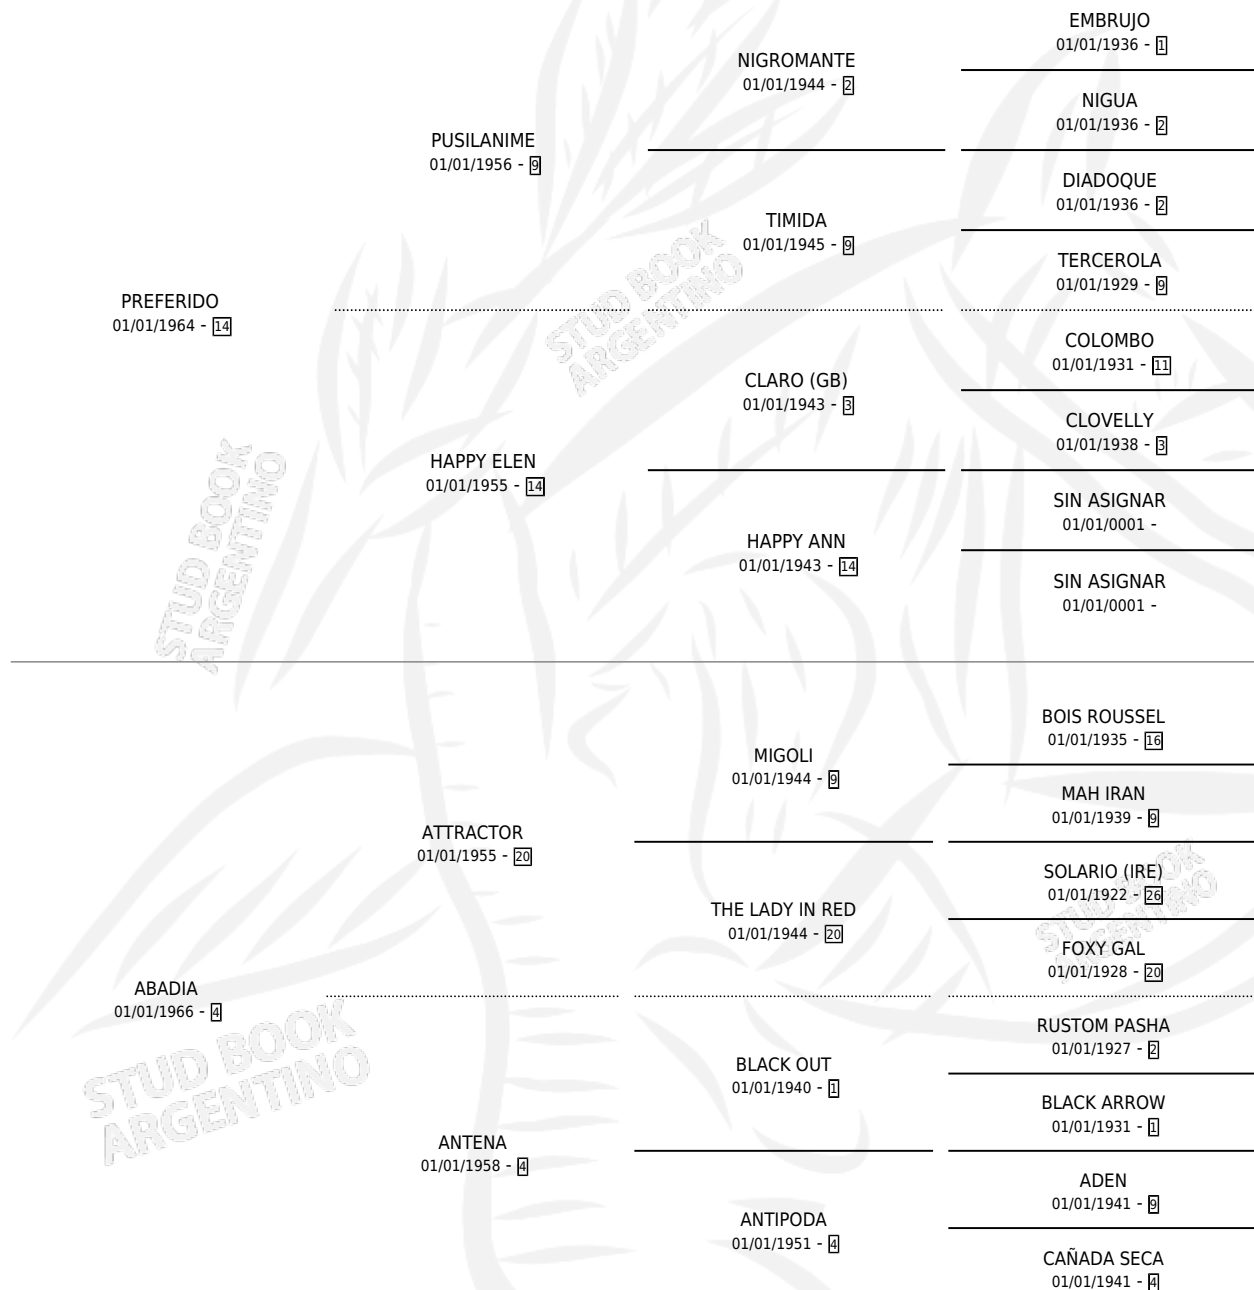 EMBRUJO
01/01/1936 - 1
NIGROMANTE
01/01/1944 - 2
NIGUA
01/01/1936 - 2
PUSILANIME
01/01/1956 - 9
DIADOQUE
01/01/1936 - 2
TIMIDA
01/01/1945 - 9
TERCEROLA
01/01/1929 - 9
PREFERIDO
01/01/1964 - 14
COLOMBO
01/01/1931 - 11
CLARO (GB)
01/01/1943 - 3
CLOVELLY
01/01/1938 - 3
HAPPY ELEN
01/01/1955 - 14
SIN ASIGNAR
01/01/0001 -
HAPPY ANN
01/01/1943 - 14
SIN ASIGNAR
01/01/0001 -
BOIS ROUSSEL
01/01/1935 - 16
MIGOLI
01/01/1944 - 9
MAH IRAN
01/01/1939 - 9
ATTRACTOR
01/01/1955 - 20
SOLARIO (IRE)
01/01/1922 - 26
THE LADY IN RED
01/01/1944 - 20
FOXY GAL
01/01/1928 - 20
ABADIA
01/01/1966 - 4
RUSTOM PASHA
01/01/1927 - 2
BLACK OUT
01/01/1940 - 1
BLACK ARROW
01/01/1931 - 1
ANTENA
01/01/1958 - 4
ADEN
01/01/1941 - 9
ANTIPODA
01/01/1951 - 4
CAÑADA SECA
01/01/1941 - 4
STUD BOOK
ARGENTINO
STUD BOOK
ARGENTINO
STUD BOOK
ARGENTINO
STUD BOOK
ARGENTINO